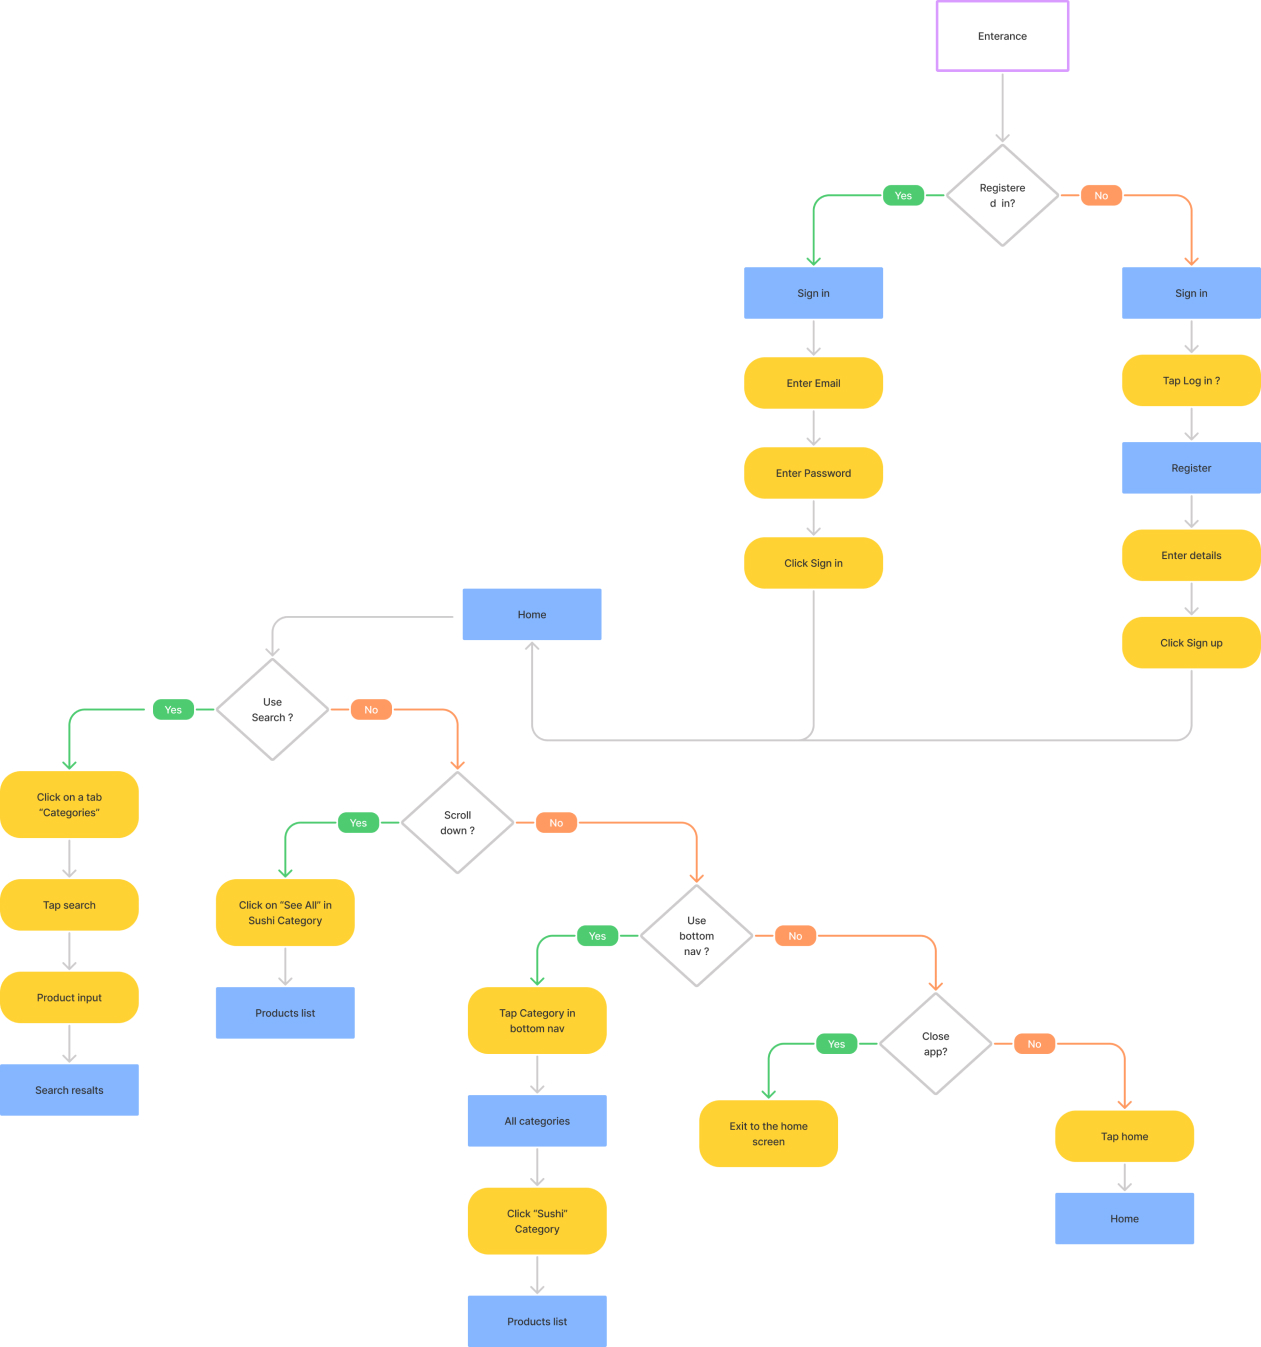 Enterance
Registere
d in?
Yes
No
Sign in
Sign in
Enter Email
Tap Log in ?
Enter Password
Register
Click Sign in
Enter details
Home
Click Sign up
Use
Search ?
Yes
No
Click on a tab
“Categories”
Scroll
down ?
Yes
No
Tap search
Click on “See All” in
Sushi Category
Use
bottom
nav ?
Yes
No
Product input
Products list
Tap Category in
bottom nav
Close
app?
Yes
No
Search resalts
All categories
Exit to the home
screen
Tap home
Click “Sushi”
Category
Home
Products list